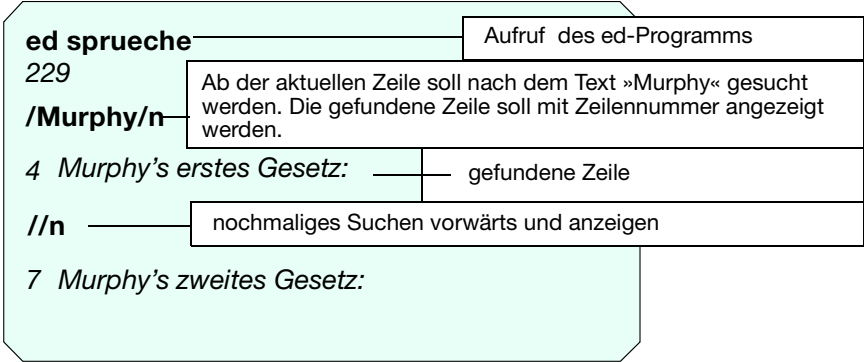 ed sprueche
Aufruf des ed-Programms
229
Ab der aktuellen Zeile soll nach dem Text »Murphy« gesucht
werden. Die gefundene Zeile soll mit Zeilennummer angezeigt
werden.
/Murphy/n
4 Murphy's erstes Gesetz:
gefundene Zeile
//n
nochmaliges Suchen vorwärts und anzeigen
7 Murphy's zweites Gesetz: